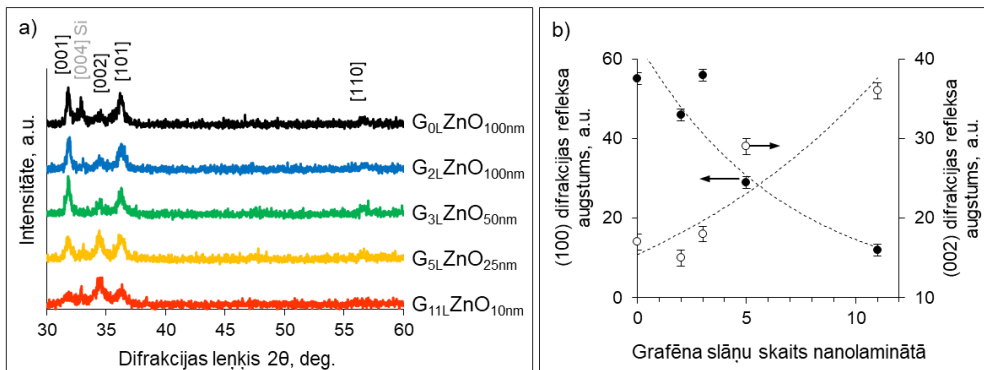 a)
[001]
[004] Si
[002]
[101]
[110]
Intensitāte, a.u.
G0LZnO100nm
G2LZnO100nm
G3LZnO50nm
G5LZnO25nm
G11LZnO10nm
30 35 40 45 50 55 60
Difrakcijas leņķis 2θ, deg.
b)
(100) difrakcijas refleksa
augstums, a.u.
60
40
20
0
40
30
20
10
(002) difrakcijas refleksa
augstums, a.u.
0 5 10
Grafēna slāņu skaits nanolaminātā